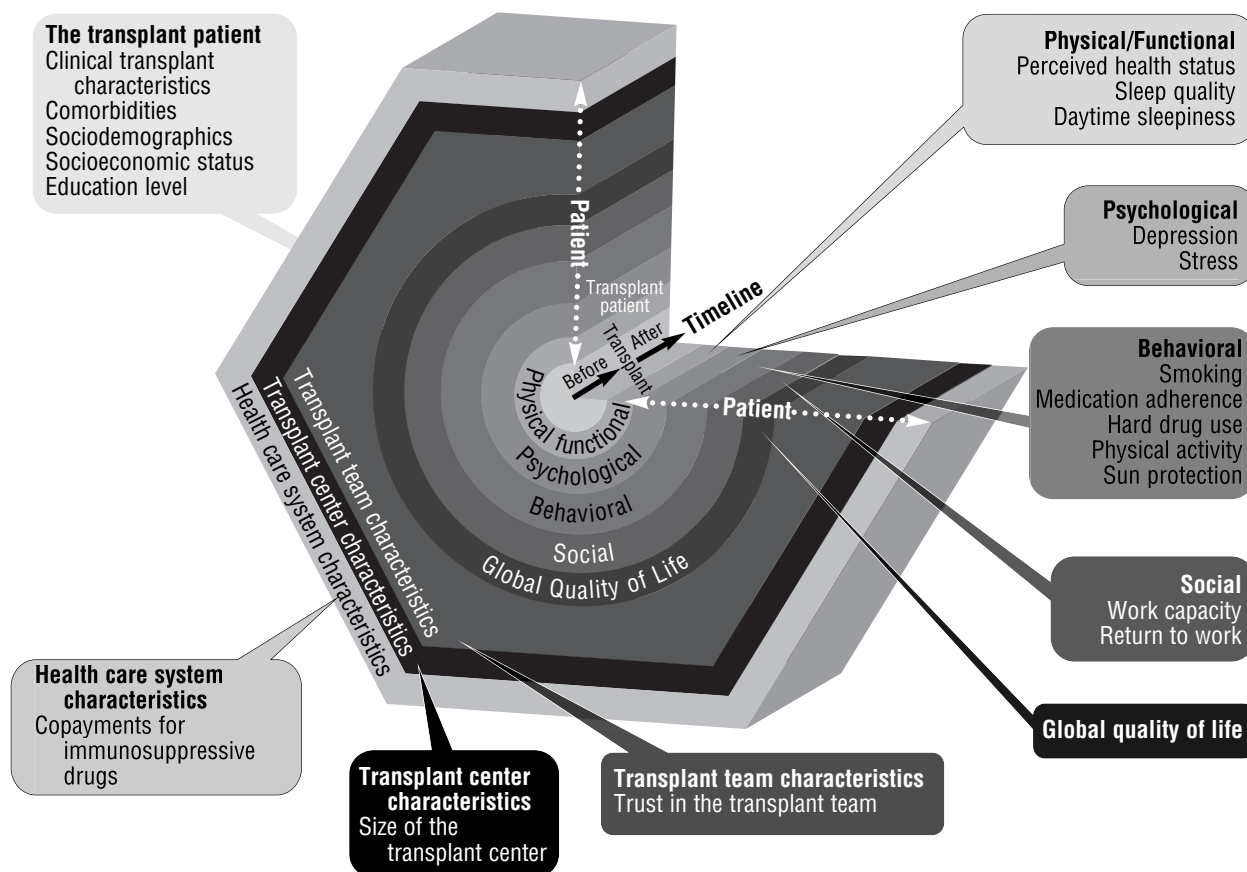 The transplant patient
Clinical transplant
characteristics
Comorbidities
Sociodemographics
Socioeconomic status
Education level
Physical/Functional
Perceived health status
Sleep quality
Daytime sleepiness
Psychological
Depression
Stress
Behavioral
Smoking
Medication adherence
Hard drug use
Physical activity
Sun protection
Social
Work capacity
Return to work
Global quality of life
Patient
Transplant
patient
Timeline
Before
Transplant
After
Patient
Physical functional
Psychological
Behavioral
Social
Global Quality of Life
Transplant team characteristics
Transplant center characteristics
Health care system characteristics
Health care system
characteristics
Copayments for
immunosuppressive
drugs
Transplant center
characteristics
Size of the
transplant center
Transplant team characteristics
Trust in the transplant team